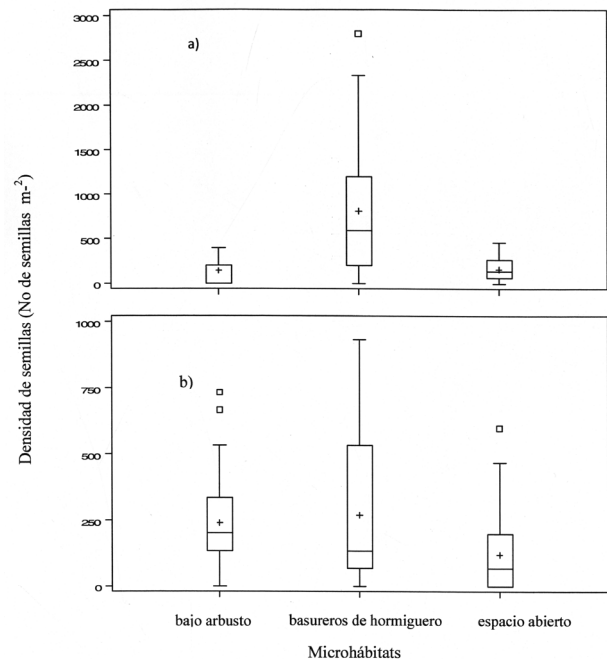 Densidad de semillas (No de semillas m-2)
a)
3000
2500
2000
1500
1000
500
0
b)
1000
750
500
250
0
bajo arbusto basureros de hormiguero espacio abierto
Microhábitats